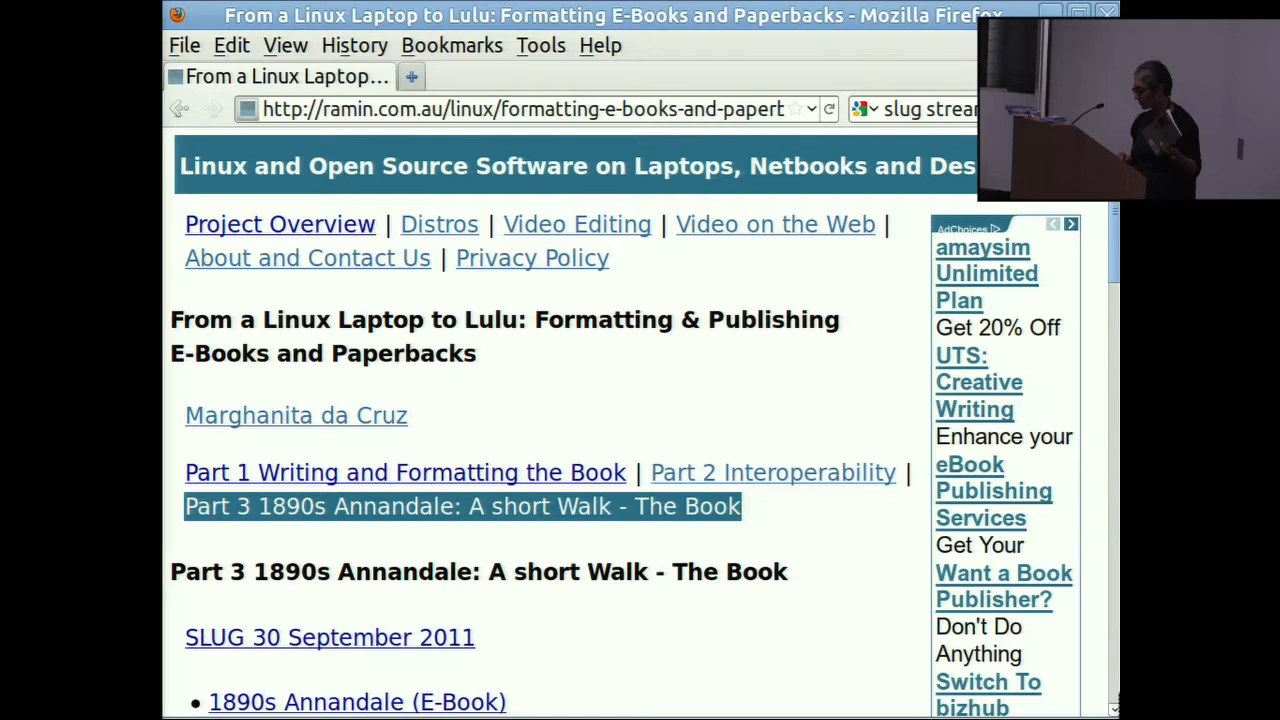 From a Linux Laptop to Lulu: Formatting E-Books and Paperbacks - Mozilla Firefox
File Edit View History Bookmarks Tools Help
From a Linux Laptop...
http://ramin.com.au/linux/formatting-e-books-and-papert
slug strean
Linux and Open Source Software on Laptops, Netbooks and Des
Project Overview | Distros | Video Editing | Video on the Web |
About and Contact Us | Privacy Policy
From a Linux Laptop to Lulu: Formatting & Publishing
E-Books and Paperbacks
Marghanita da Cruz
Part 1 Writing and Formatting the Book | Part 2 Interoperability |
Part 3 1890s Annandale: A short Walk - The Book
Part 3 1890s Annandale: A short Walk - The Book
SLUG 30 September 2011
• 1890s Annandale (E-Book)
AdChoices
amaysim
Unlimited
Plan
Get 20% Off
UTS:
Creative
Writing
Enhance your
eBook
Publishing
Services
Get Your
Want a Book
Publisher?
Don't Do
Anything
Switch To
bizhub